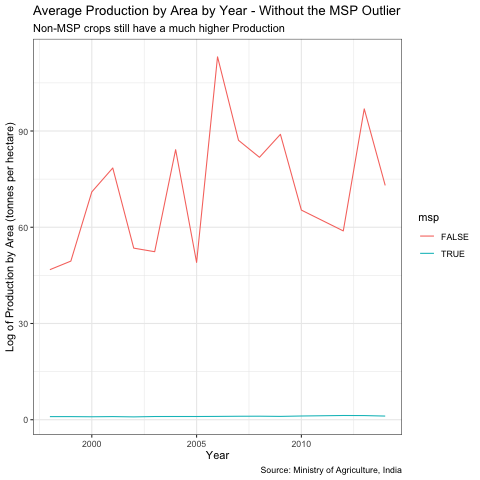 Average Production by Area by Year - Without the MSP Outlier
Non-MSP crops still have a much higher Production
Log of Production by Area (tonnes per hectare)
90
60
30
0
2000
2005
2010
Year
msp
FALSE
TRUE
Source: Ministry of Agriculture, India